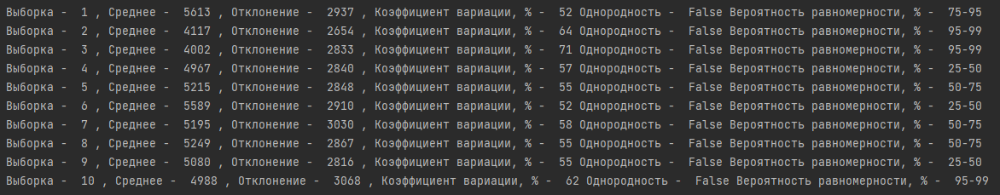 Выборка -  1 , Среднее -  5613 , Отклонение -  2937 , Коэффициент вариации, % -  52 Однородность -  False Вероятность равномерности, % -  75-95
Выборка -  2 , Среднее -  4117 , Отклонение -  2654 , Коэффициент вариации, % -  64 Однородность -  False Вероятность равномерности, % -  95-99
Выборка -  3 , Среднее -  4002 , Отклонение -  2833 , Коэффициент вариации, % -  71 Однородность -  False Вероятность равномерности, % -  95-99
Выборка -  4 , Среднее -  4967 , Отклонение -  2840 , Коэффициент вариации, % -  57 Однородность -  False Вероятность равномерности, % -  25-50
Выборка -  5 , Среднее -  5215 , Отклонение -  2848 , Коэффициент вариации, % -  55 Однородность -  False Вероятность равномерности, % -  50-75
Выборка -  6 , Среднее -  5589 , Отклонение -  2910 , Коэффициент вариации, % -  52 Однородность -  False Вероятность равномерности, % -  25-50
Выборка -  7 , Среднее -  5195 , Отклонение -  3030 , Коэффициент вариации, % -  58 Однородность -  False Вероятность равномерности, % -  50-75
Выборка -  8 , Среднее -  5249 , Отклонение -  2867 , Коэффициент вариации, % -  55 Однородность -  False Вероятность равномерности, % -  50-75
Выборка -  9 , Среднее -  5080 , Отклонение -  2816 , Коэффициент вариации, % -  55 Однородность -  False Вероятность равномерности, % -  25-50
Выборка -  10 , Среднее -  4988 , Отклонение -  3068 , Коэффициент вариации, % -  62 Однородность -  False Вероятность равномерности, % -  95-99